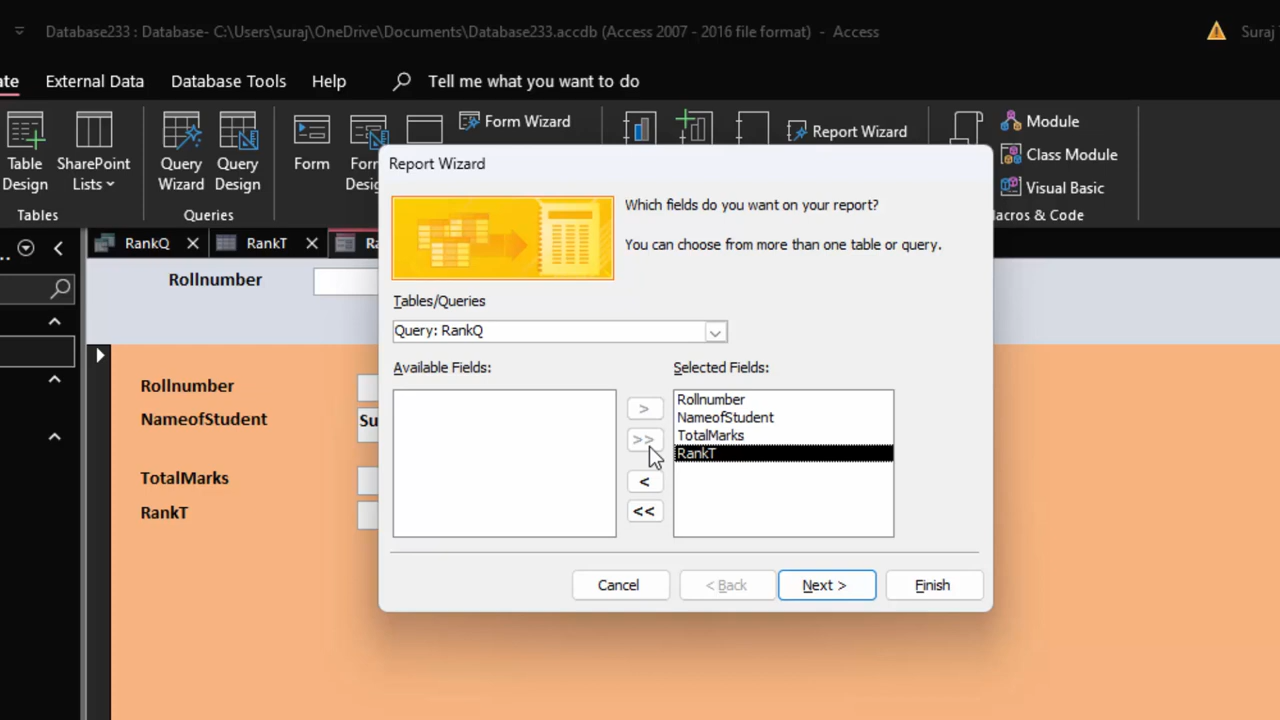 Database233 : Database- C:\Users\suraj\OneDrive\Documents\Database233.accdb (Access 2007 - 2016 file format) - Access
Suraj
External Data
Database Tools
Help
Tell me what you want to do
Table
Design
SharePoint
Lists
Query
Wizard
Query
Design
Form
Form Wizard
Report Wizard
Module
Class Module
Visual Basic
Tables
Queries
& Code
RankQ
RankT
Rollnumber
Rollnumber
NameofStudent
TotalMarks
RankT
Report Wizard
Which fields do you want on your report?
You can choose from more than one table or query.
Tables/Queries
Query: RankQ
Available Fields:
Selected Fields:
Rollnumber
NameofStudent
TotalMarks
RankT
>
>>
<
<<
Cancel
< Back
Next >
Finish